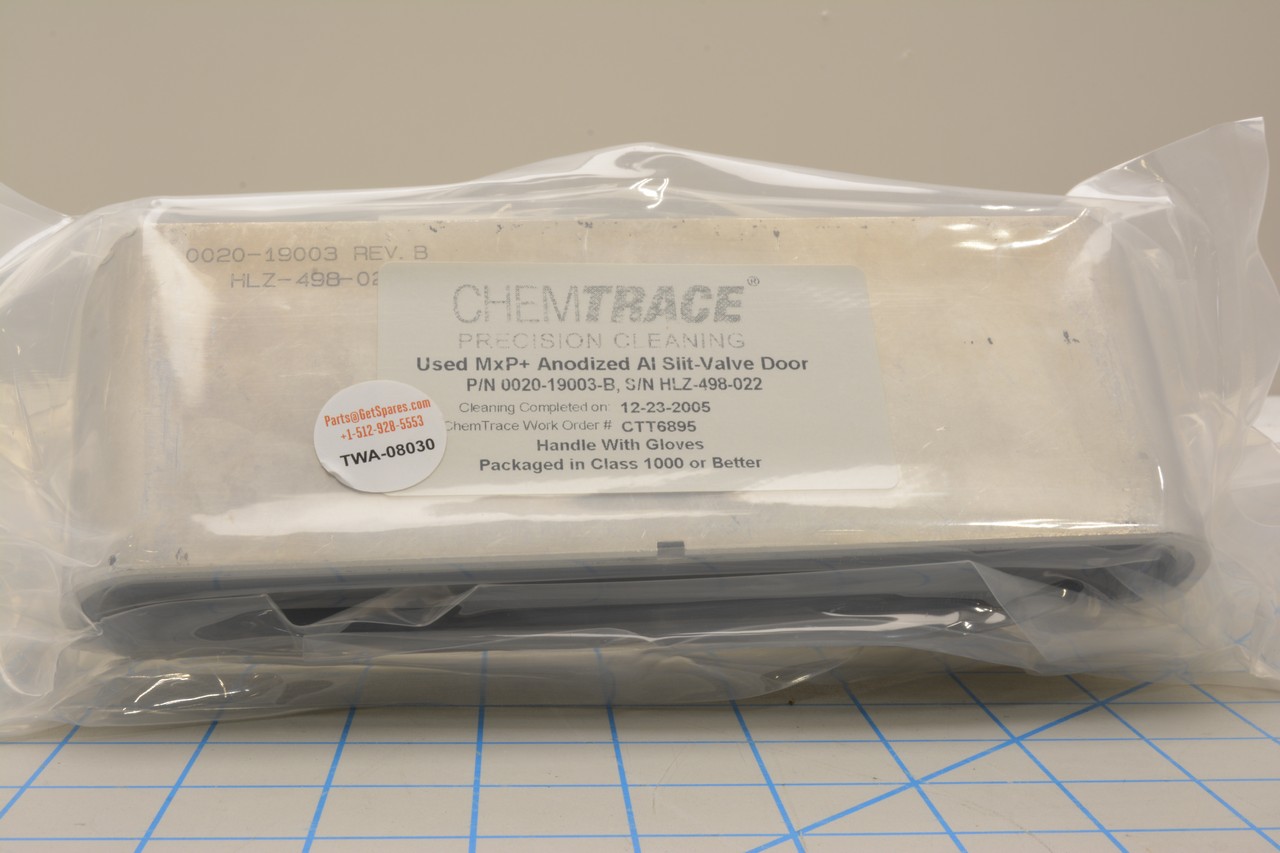 0020-19003 REV. B
HLZ-498-02
CHEMTRACE®
PRECISION CLEANING
Used MxP+ Anodized Al Slit-Valve Door
P/N 0020-19003-B, S/N HLZ-498-022
Cleaning Completed on: 12-23-2005
ChemTrace Work Order # CTT6895
Handle With Gloves
Packaged in Class 1000 or Better
Parts@GetSpares.com
+1-512-928-5553
TWA-08030